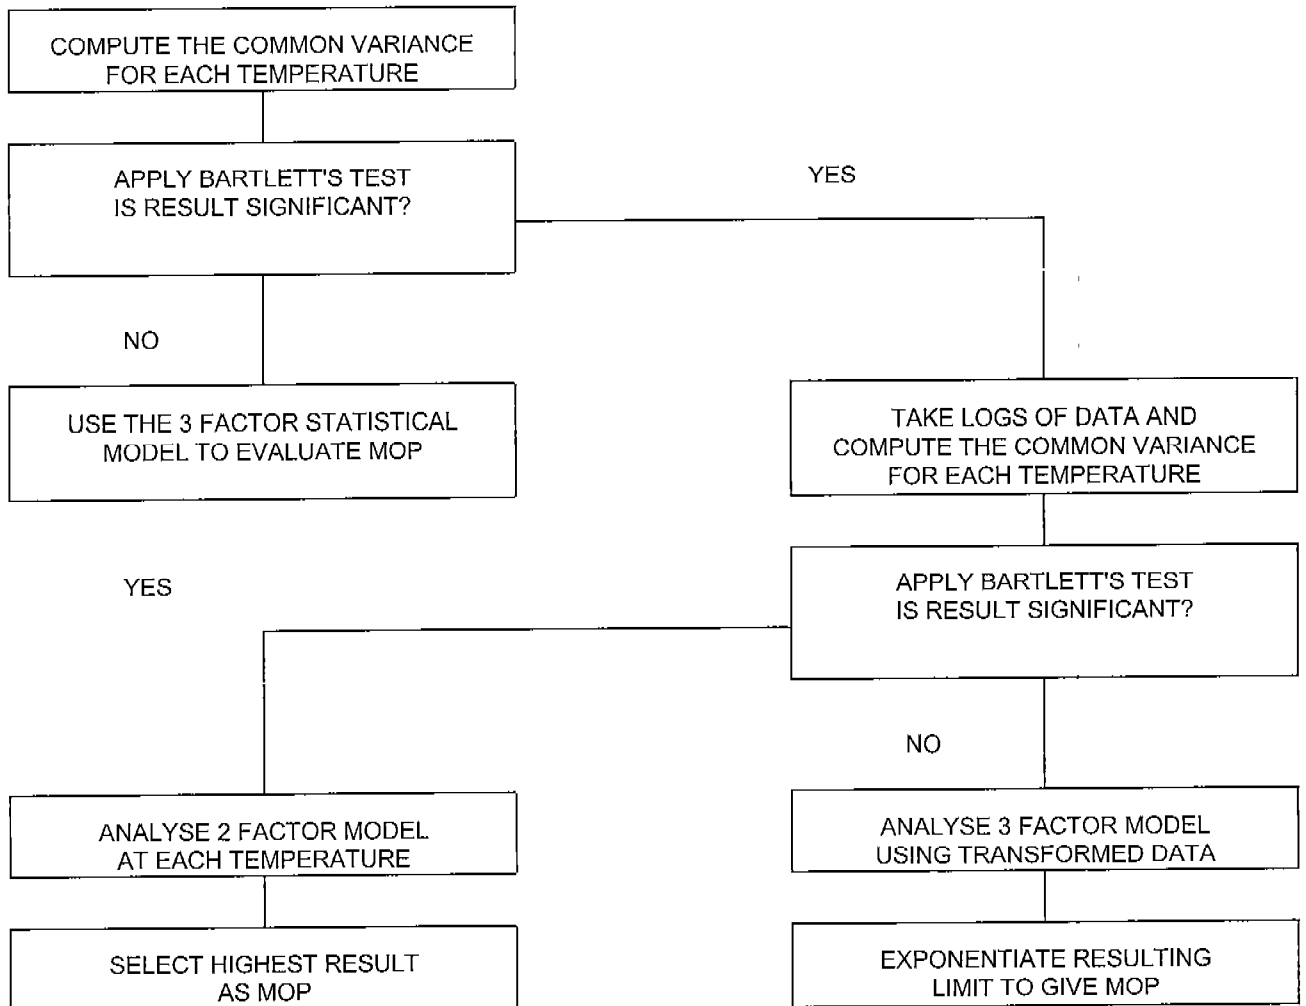 COMPUTE THE COMMON VARIANCE
FOR EACH TEMPERATURE
APPLY BARTLETT'S TEST
IS RESULT SIGNIFICANT?
YES
NO
USE THE 3 FACTOR STATISTICAL
MODEL TO EVALUATE MOP
TAKE LOGS OF DATA AND
COMPUTE THE COMMON VARIANCE
FOR EACH TEMPERATURE
APPLY BARTLETT'S TEST
IS RESULT SIGNIFICANT?
YES
NO
ANALYSE 2 FACTOR MODEL
AT EACH TEMPERATURE
ANALYSE 3 FACTOR MODEL
USING TRANSFORMED DATA
SELECT HIGHEST RESULT
AS MOP
EXPONENTIATE RESULTING
LIMIT TO GIVE MOP